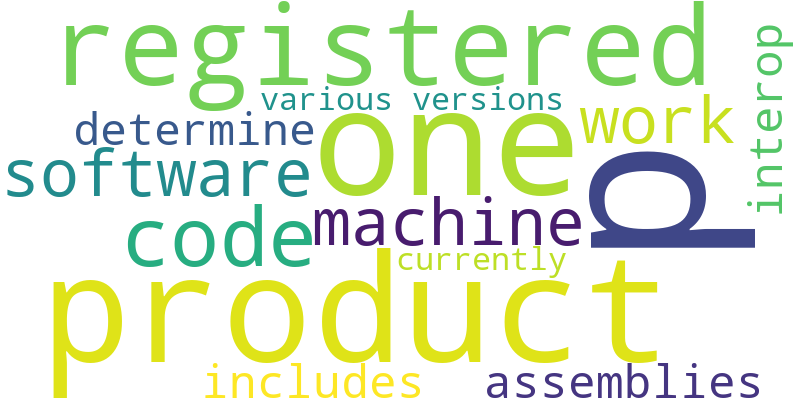 registered
interop
various versions
one
work
determine
software
p
code
machine
currently
product
includes
assemblies